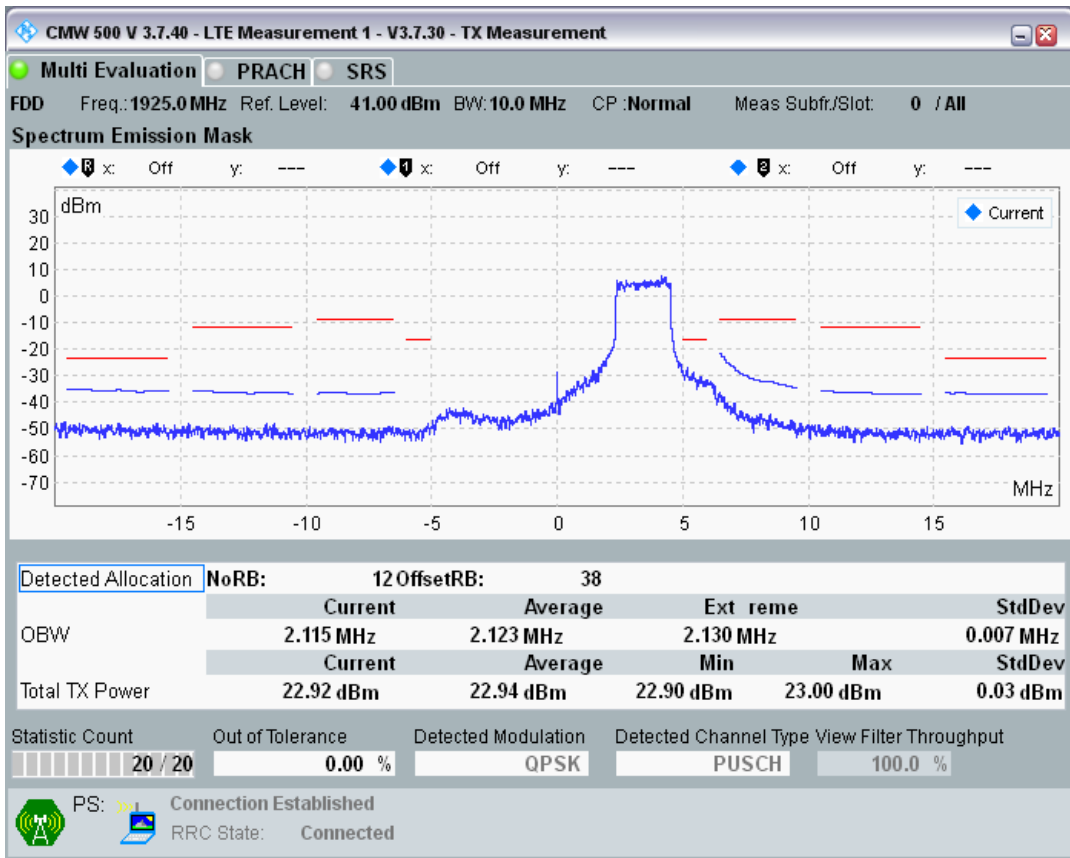 CMW 500 V 3.7.40 - LTE Measurement 1 - V3.7.30 - TX Measurement
Multi Evaluation PRACH SRS
FDD Freq.: 1925.0 MHz Ref. Level: 41.00 dBm BW: 10.0 MHz CP : Normal Meas Subfr./Slot: 0 / All
Spectrum Emission Mask
R x: Off y: --- 1 x: Off y: --- 2 x: Off y: ---
dBm
Current
30
20
10
0
-10
-20
-30
-40
-50
-60
-70
MHz
-15 -10 -5 0 5 10 15
Detected Allocation NoRB: 12 OffsetRB: 38
Current Average Ext reme StdDev
OBW 2.115 MHz 2.123 MHz 2.130 MHz 0.007 MHz
Current Average Min Max StdDev
Total TX Power 22.92 dBm 22.94 dBm 22.90 dBm 23.00 dBm 0.03 dBm
Statistic Count Out of Tolerance Detected Modulation Detected Channel Type View Filter Throughput
20 / 20 0.00 % QPSK PUSCH 100.0 %
PS: Connection Established
RRC State: Connected